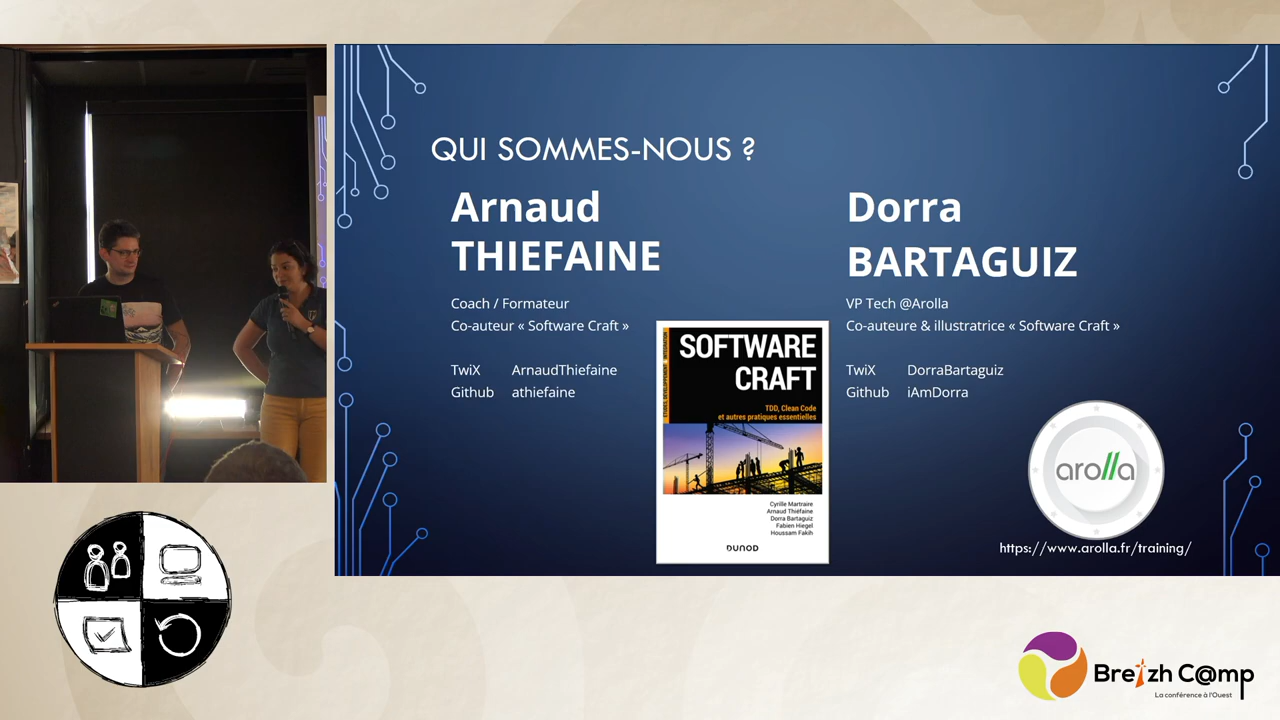 QUI SOMMES-NOUS ?
Arnaud
THIEFAINE
Coach / Formateur
Co-auteur « Software Craft »
TwiX ArnaudThiefaine
Github athiefaine
Dorra
BARTAGUIZ
VP Tech @Arolla
Co-auteure & illustratrice « Software Craft »
TwiX DorraBartaguiz
Github iAmDorra
SOFTWARE
CRAFT
TDD, Clean Code
et autres pratiques essentielles
Cyrille Martraire
Arnaud Thiéfaine
Dorra Bartaguiz
Fabien Hiegel
Houssam Fakih
DUNOD
arolla
https://www.arolla.fr/training/
Breizh C@mp
La conférence à l'Ouest